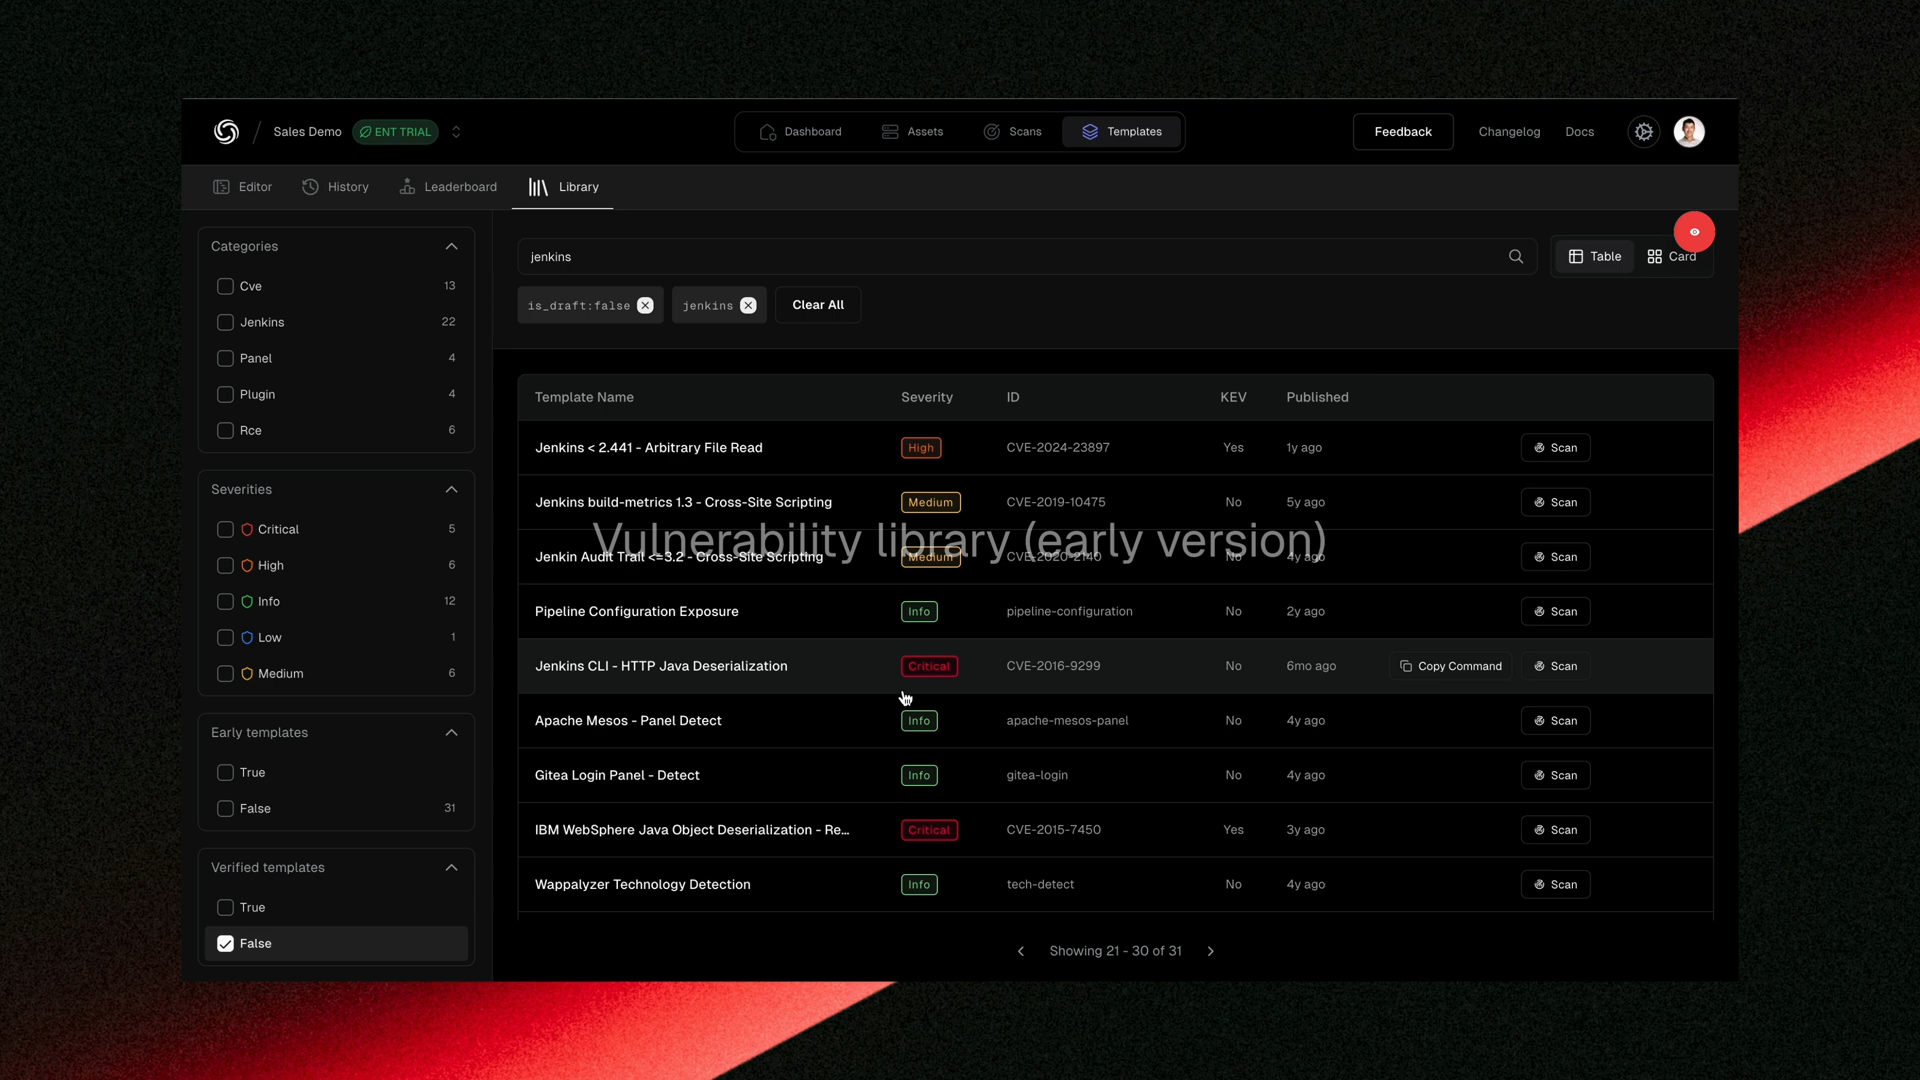 Sales Demo ENT TRIAL Dashboard Assets Scans Templates Feedback Changelog Docs
Editor History Leaderboard Library
Categories
Cve 13
Jenkins 22
Panel 4
Plugin 4
Rce 6
Severities
Critical 5
High 6
Info 12
Low 1
Medium 6
Early templates
True
False 31
Verified templates
True
False
jenkins
Table Card
is_draft:false jenkins Clear All
Template Name Severity ID KEV Published
Jenkins < 2.441 - Arbitrary File Read High CVE-2024-23897 Yes 1y ago Scan
Jenkins build-metrics 1.3 - Cross-Site Scripting Medium CVE-2019-10475 No 5y ago Scan
Vulnerability library (early version)
Jenkin Audit Trail <=3.2 - Cross-Site Scripting Medium CVE-2020-2140 No 4y ago Scan
Pipeline Configuration Exposure Info pipeline-configuration No 2y ago Scan
Jenkins CLI - HTTP Java Deserialization Critical CVE-2016-9299 No 6mo ago Copy Command Scan
Apache Mesos - Panel Detect Info apache-mesos-panel No 4y ago Scan
Gitea Login Panel - Detect Info gitea-login No 4y ago Scan
IBM WebSphere Java Object Deserialization - Re... Critical CVE-2015-7450 Yes 3y ago Scan
Wappalyzer Technology Detection Info tech-detect No 4y ago Scan
Showing 21 - 30 of 31